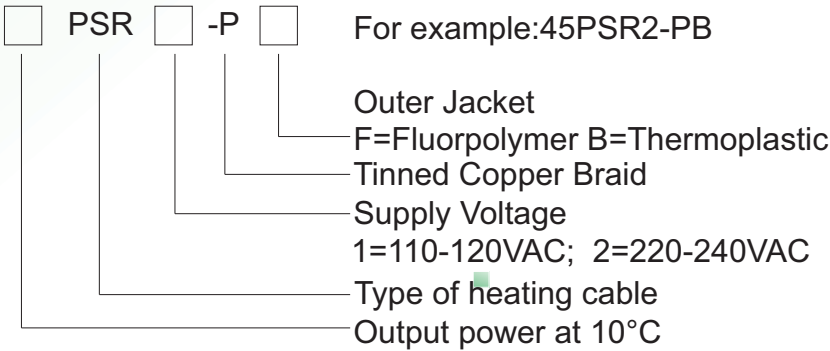 PSR -P For example:45PSR2-PB
Outer Jacket
F=Fluorpolymer B=Thermoplastic
Tinned Copper Braid
Supply Voltage
1=110-120VAC; 2=220-240VAC
Type of heating cable
Output power at 10°C